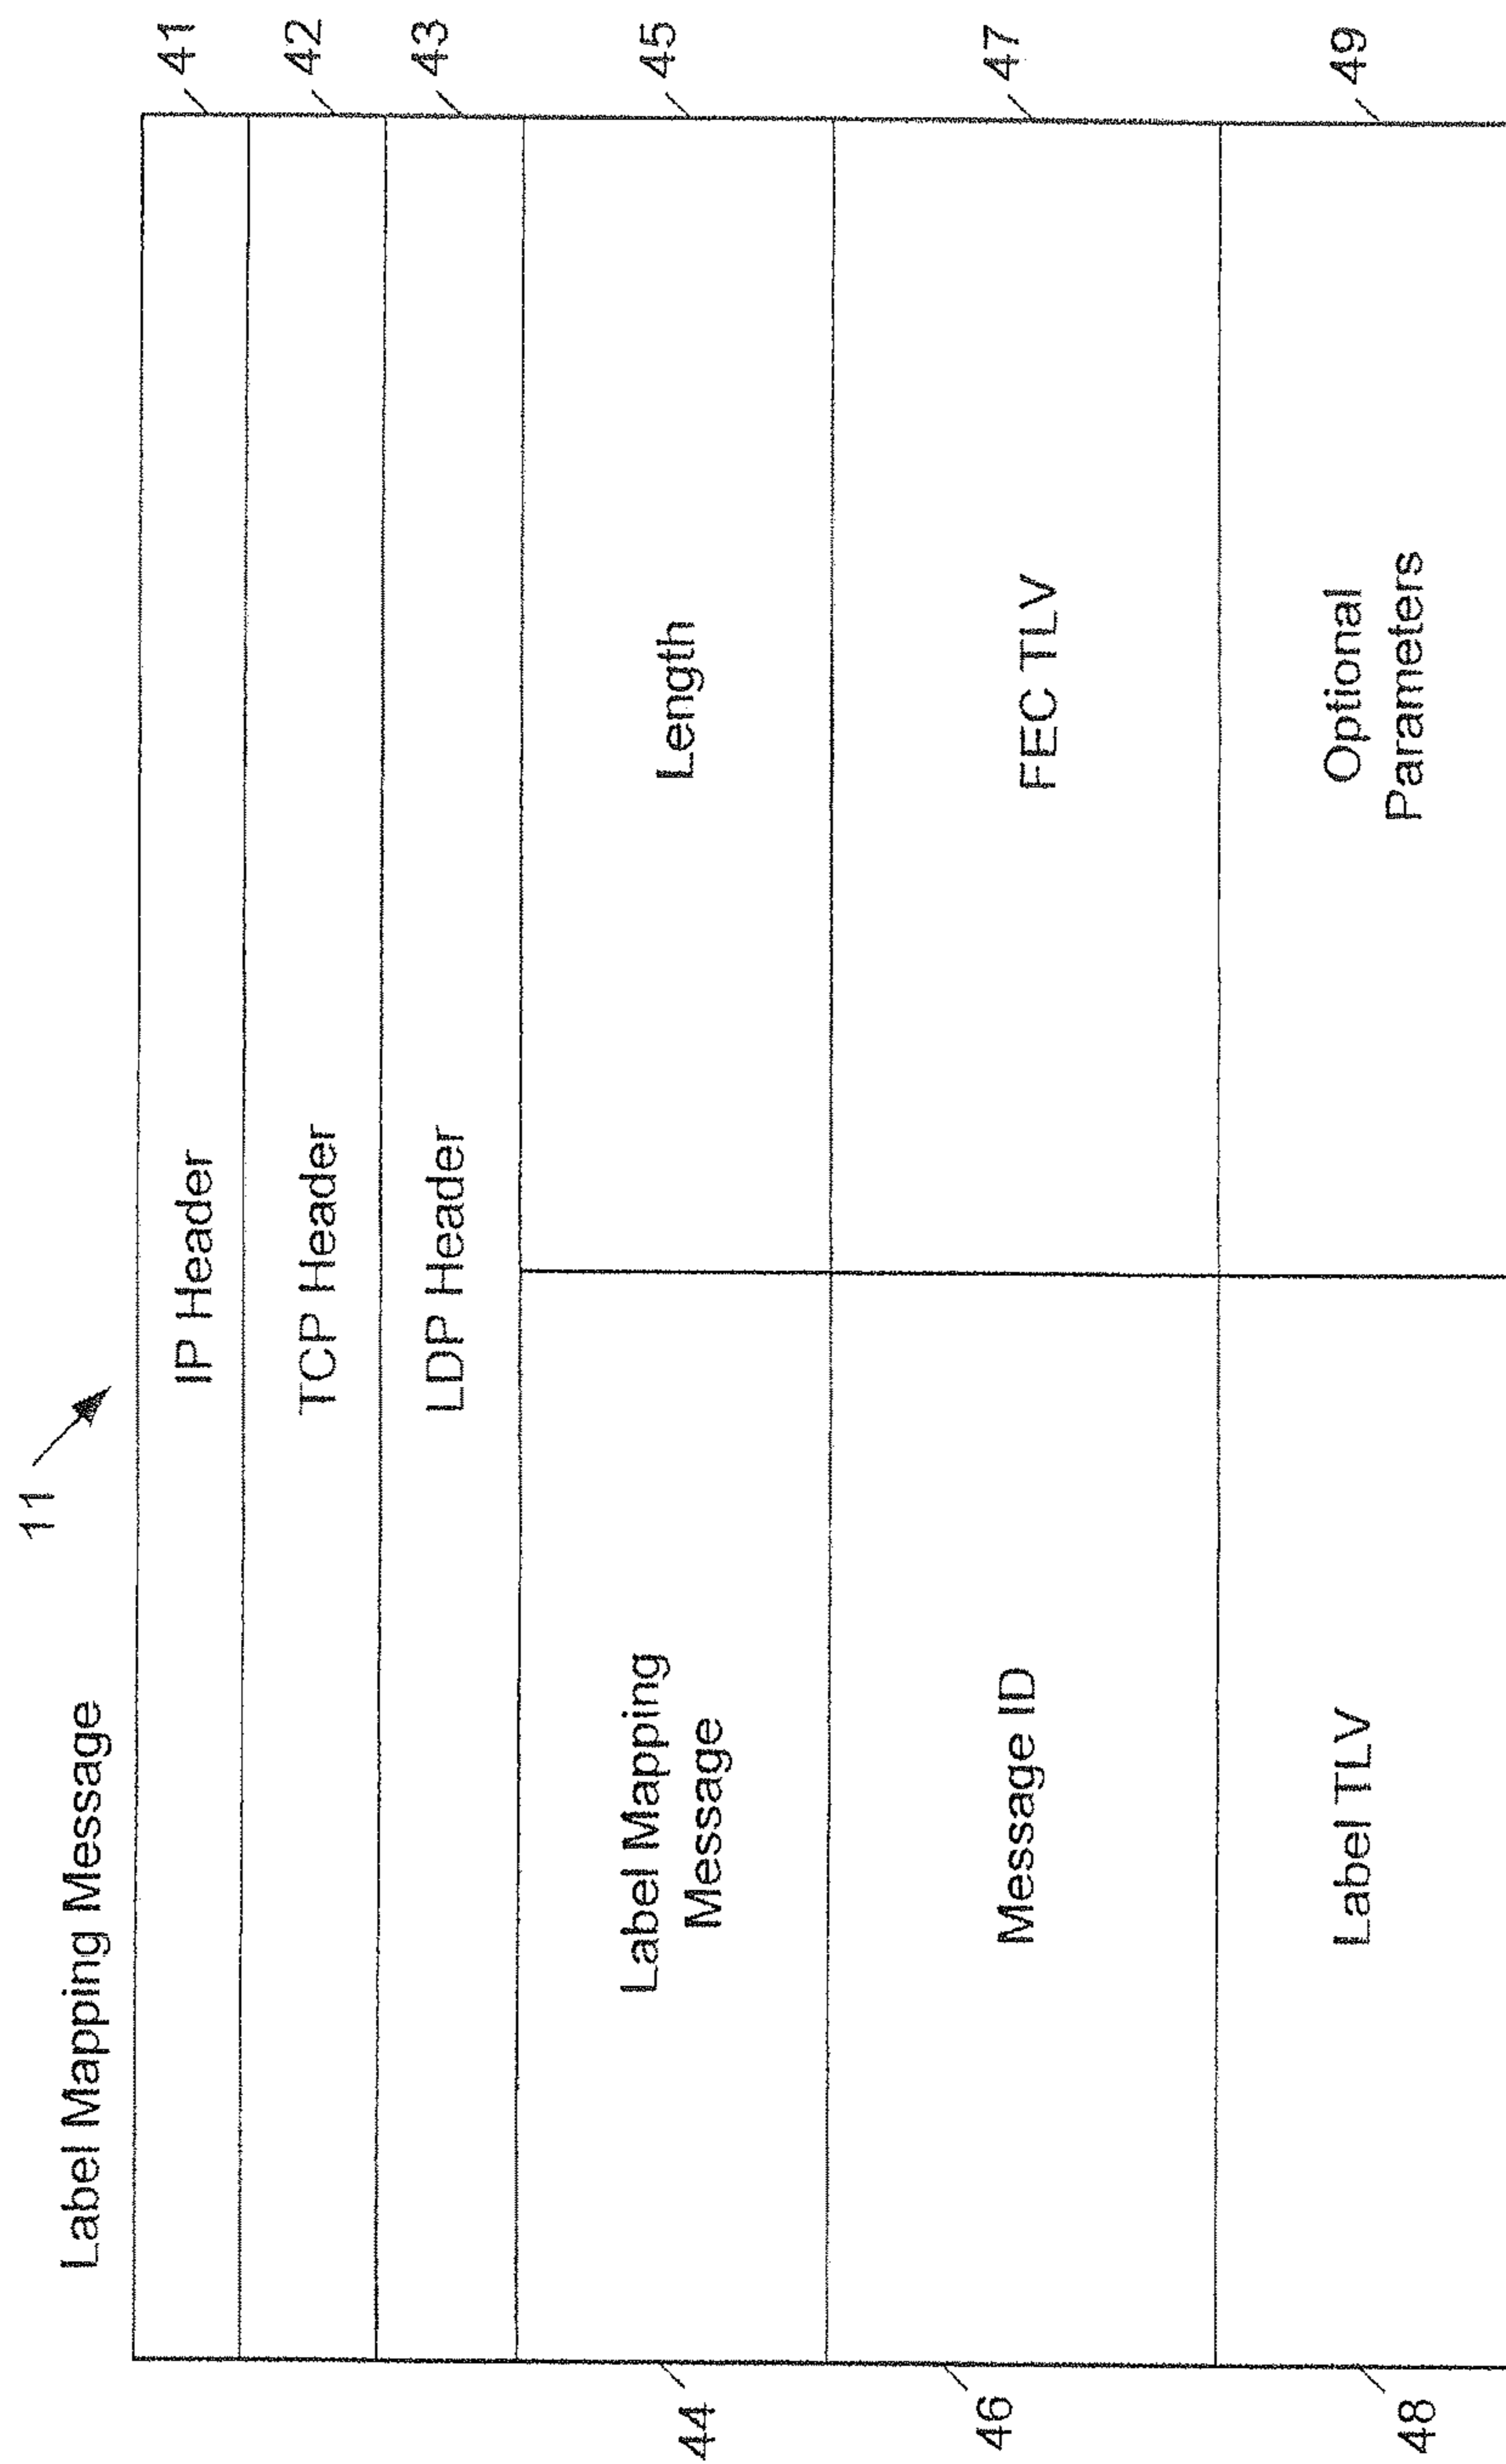 Label Mapping Message
11
IP Header
41
TCP Header
42
LDP Header
43
44
Label Mapping
Message
Length
45
46
Message ID
FEC TLV
47
48
Label TLV
Optional
Parameters
49